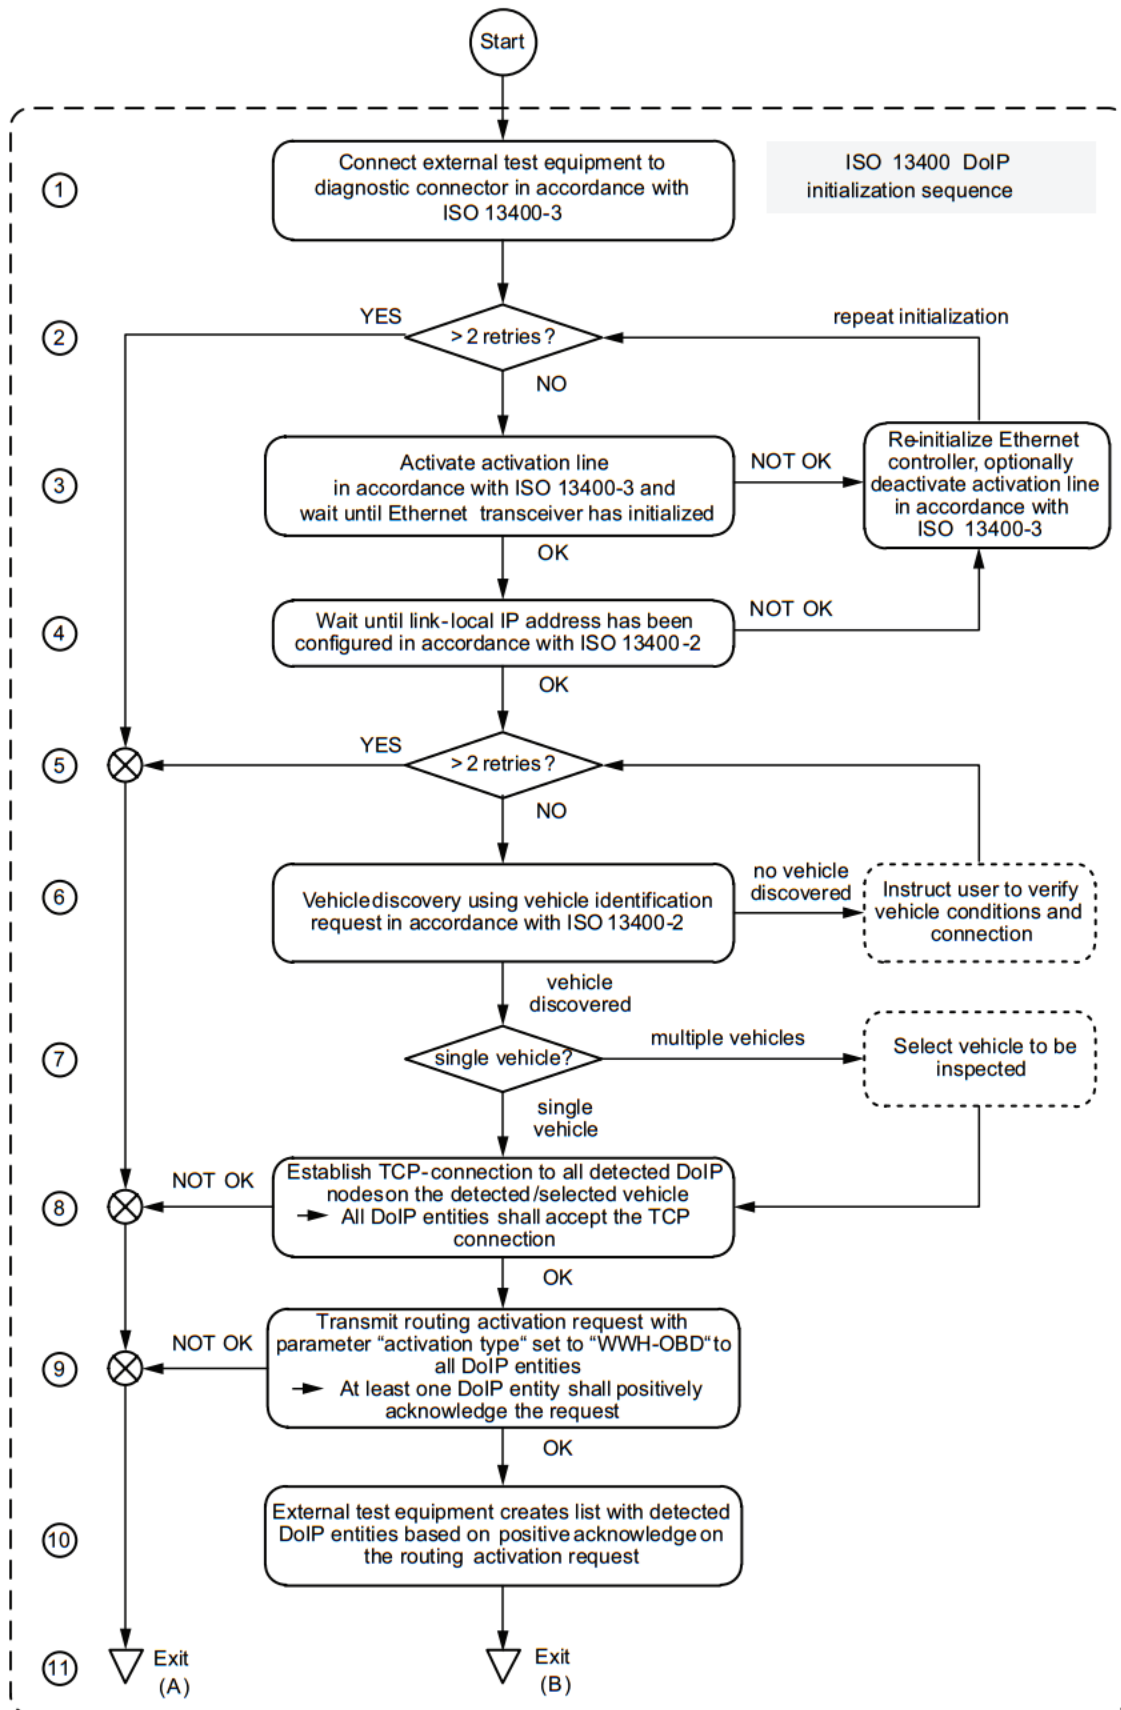 Start
1
Connect external test equipment to
diagnostic connector in accordance with
ISO 13400-3
ISO 13400 DoIP
initialization sequence
2
YES
> 2 retries?
repeat initialization
NO
3
Activate activation line
in accordance with ISO 13400-3 and
wait until Ethernet transceiver has initialized
NOT OK
Re-initialize Ethernet
controller, optionally
deactivate activation line
in accordance with
ISO 13400-3
OK
4
Wait until link-local IP address has been
configured in accordance with ISO 13400-2
NOT OK
OK
5
YES
> 2 retries?
NO
6
Vehicle discovery using vehicle identification
request in accordance with ISO 13400-2
no vehicle
discovered
Instruct user to verify
vehicle conditions and
connection
vehicle
discovered
7
single vehicle?
multiple vehicles
Select vehicle to be
inspected
single
vehicle
8
NOT OK
Establish TCP-connection to all detected DoIP
nodes on the detected/selected vehicle
→ All DoIP entities shall accept the TCP
connection
OK
9
NOT OK
Transmit routing activation request with
parameter “activation type“ set to “WWH-OBD“ to
all DoIP entities
→ At least one DoIP entity shall positively
acknowledge the request
OK
10
External test equipment creates list with detected
DoIP entities based on positive acknowledge on
the routing activation request
11
Exit
(A)
Exit
(B)